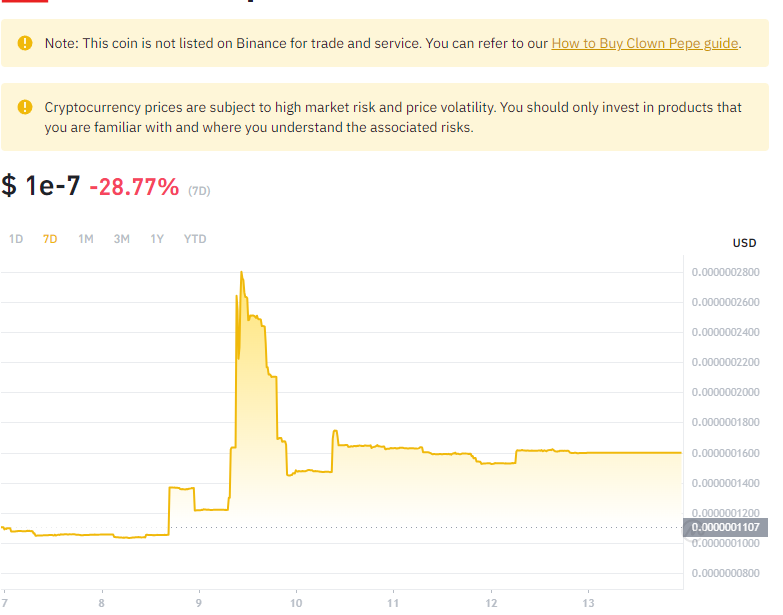 Note: This coin is not listed on Binance for trade and service. You can refer to our How to Buy Clown Pepe guide.
Cryptocurrency prices are subject to high market risk and price volatility. You should only invest in products that
you are familiar with and where you understand the associated risks.
$ 1e-7 -28.77% (7D)
1D 7D 1M 3M 1Y YTD
USD
0.0000002800
0.0000002600
0.0000002400
0.0000002200
0.0000002000
0.0000001800
0.0000001600
0.0000001400
0.0000001200
0.0000001107
0.0000001000
0.0000000800
7 8 9 10 11 12 13